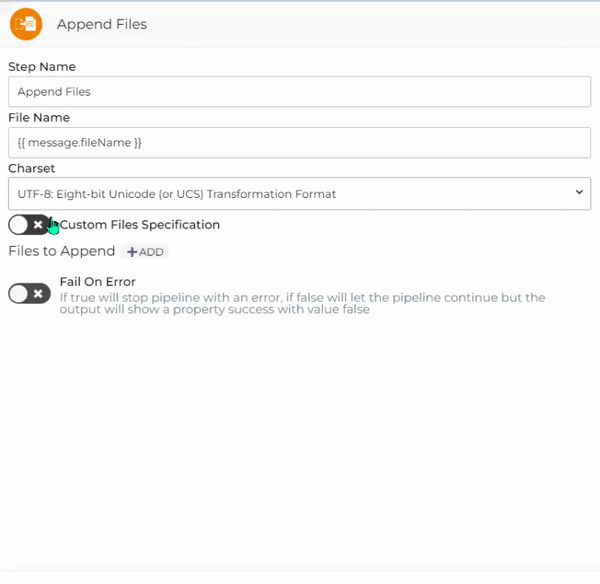 Append Files
Step Name
Append Files
File Name
{{ message.fileName }}
Charset
UTF-8: Eight-bit Unicode (or UCS) Transformation Format
Custom Files Specification
Files to Append +ADD
Fail On Error
If true will stop pipeline with an error, if false will let the pipeline continue but the
output will show a property success with value false